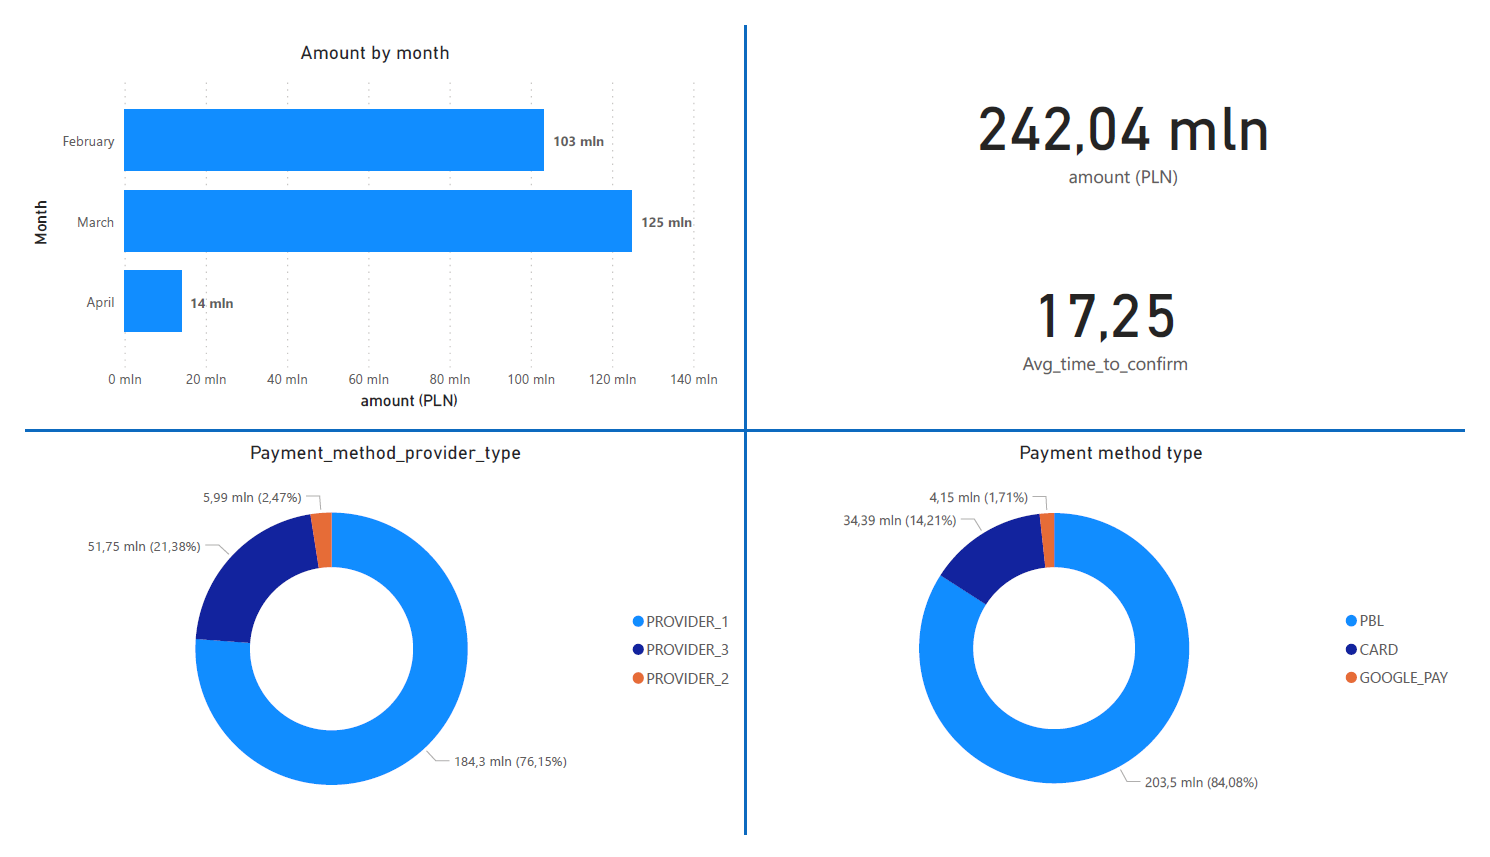 Amount by month
Month
February
103 mln
March
125 mln
April
14 mln
0 mln 20 mln 40 mln 60 mln 80 mln 100 mln 120 mln 140 mln
amount (PLN)
242,04 mln
amount (PLN)
17,25
Avg_time_to_confirm
Payment_method_provider_type
5,99 mln (2,47%)
51,75 mln (21,38%)
184,3 mln (76,15%)
PROVIDER_1
PROVIDER_3
PROVIDER_2
Payment method type
4,15 mln (1,71%)
34,39 mln (14,21%)
203,5 mln (84,08%)
PBL
CARD
GOOGLE_PAY